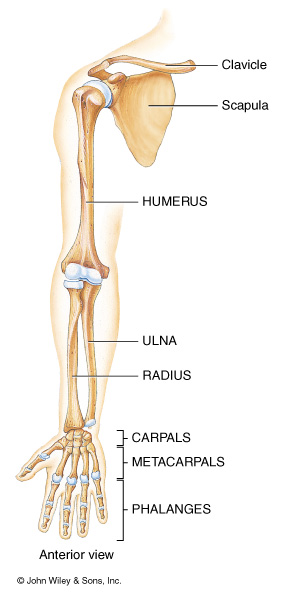 Clavicle
Scapula
HUMERUS
ULNA
RADIUS
CARPALS
METACARPALS
PHALANGES
Anterior view
© John Wiley & Sons, Inc.